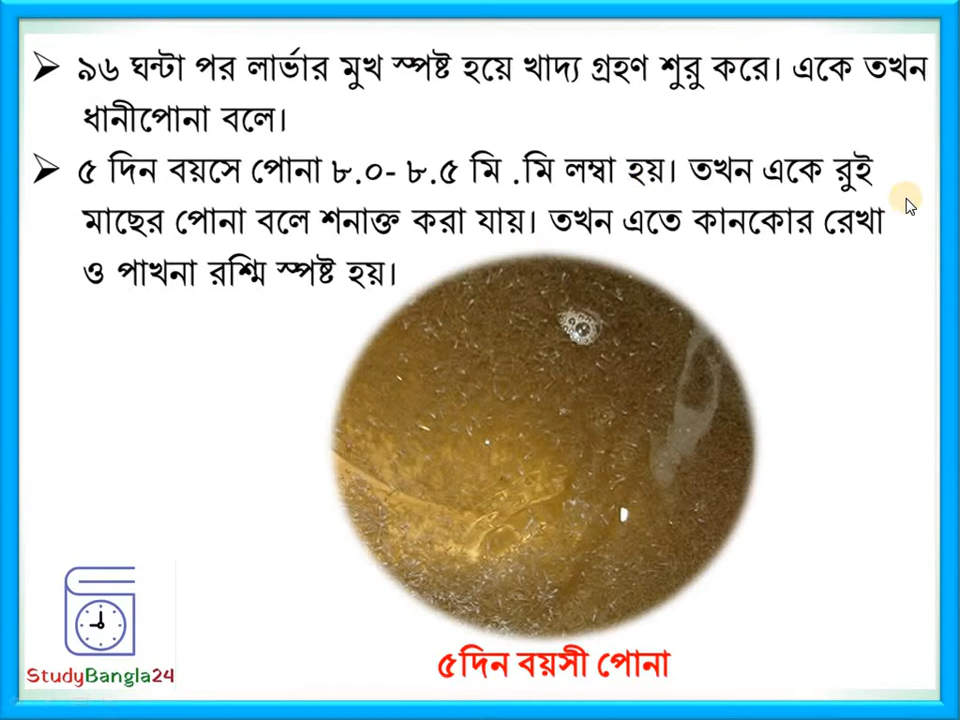 ➢ ৯৬ ঘন্টা পর লার্ভার মুখ স্পষ্ট হয়ে খাদ্য গ্রহণ শুরু করে। একে তখন
ধানীপোনা বলে।
➢ ৫ দিন বয়সে পোনা ৮.০- ৮.৫ মি .মি লম্বা হয়। তখন একে রুই
মাছের পোনা বলে শনাক্ত করা যায়। তখন এতে কানকোর রেখা
ও পাখনা রশ্মি স্পষ্ট হয়।
৫দিন বয়সী পোনা
StudyBangla24